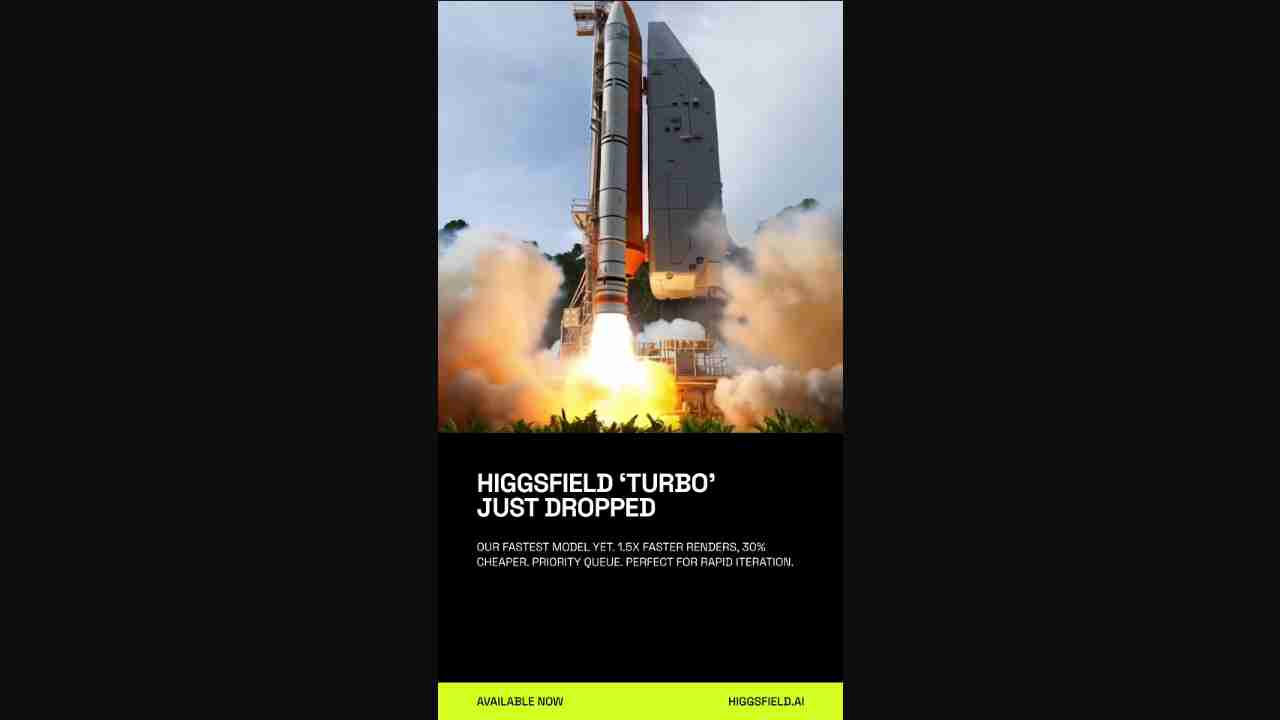 HIGGSFIELD ‘TURBO’
JUST DROPPED
OUR FASTEST MODEL YET. 1.5X FASTER RENDERS, 30%
CHEAPER. PRIORITY QUEUE. PERFECT FOR RAPID ITERATION.
AVAILABLE NOW
HIGGSFIELD.AI